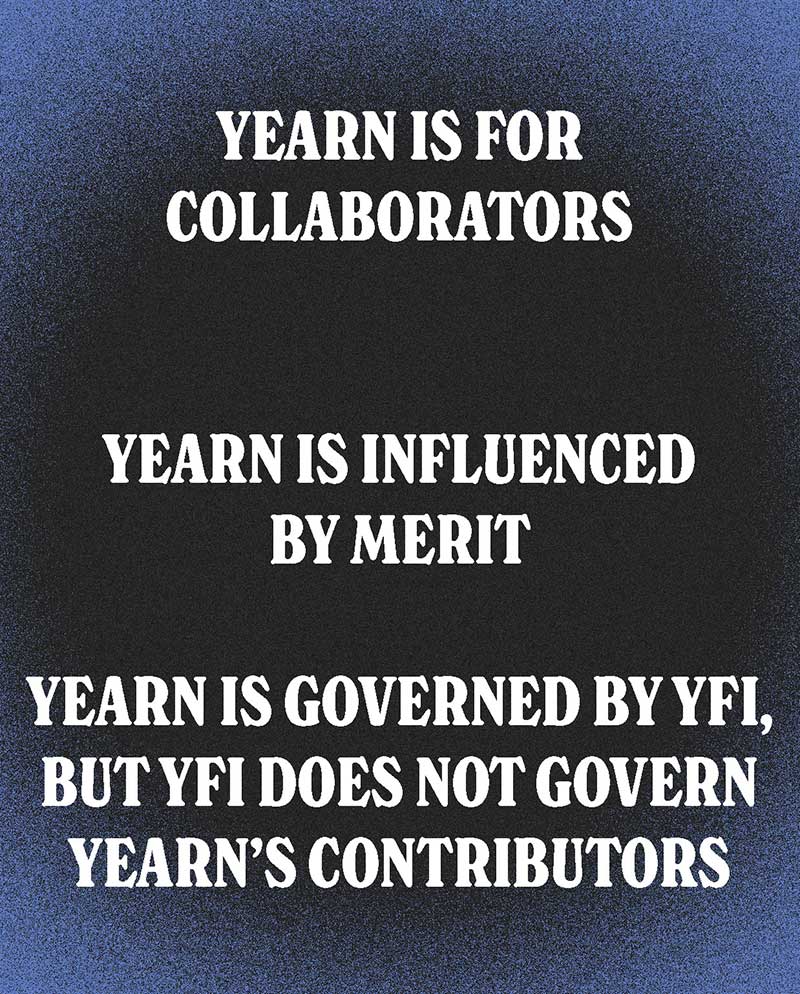 YEARN IS FOR
COLLABORATORS
YEARN IS INFLUENCED
BY MERIT
YEARN IS GOVERNED BY YFI,
BUT YFI DOES NOT GOVERN
YEARN’S CONTRIBUTORS